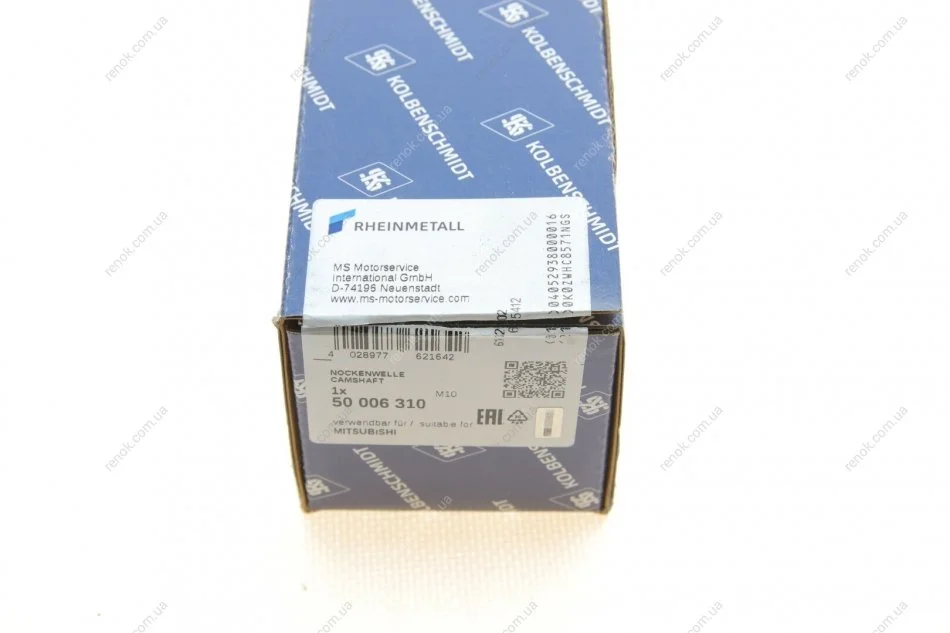 KOLBENSCHMIDT
KOLBENSCHMIDT
KOLBENSCHMIDT
RHEINMETALL
MS Motorservice
International GmbH
D-74196 Neuenstadt
www.ms-motorservice.com
4 028977 621642
NOCKENWELLE
CAMSHAFT
1x
M10
50 006 310
EAC
verwendbar für / suitable for
MITSUBISHI
KOLBENSCHMIDT
renok.com.ua